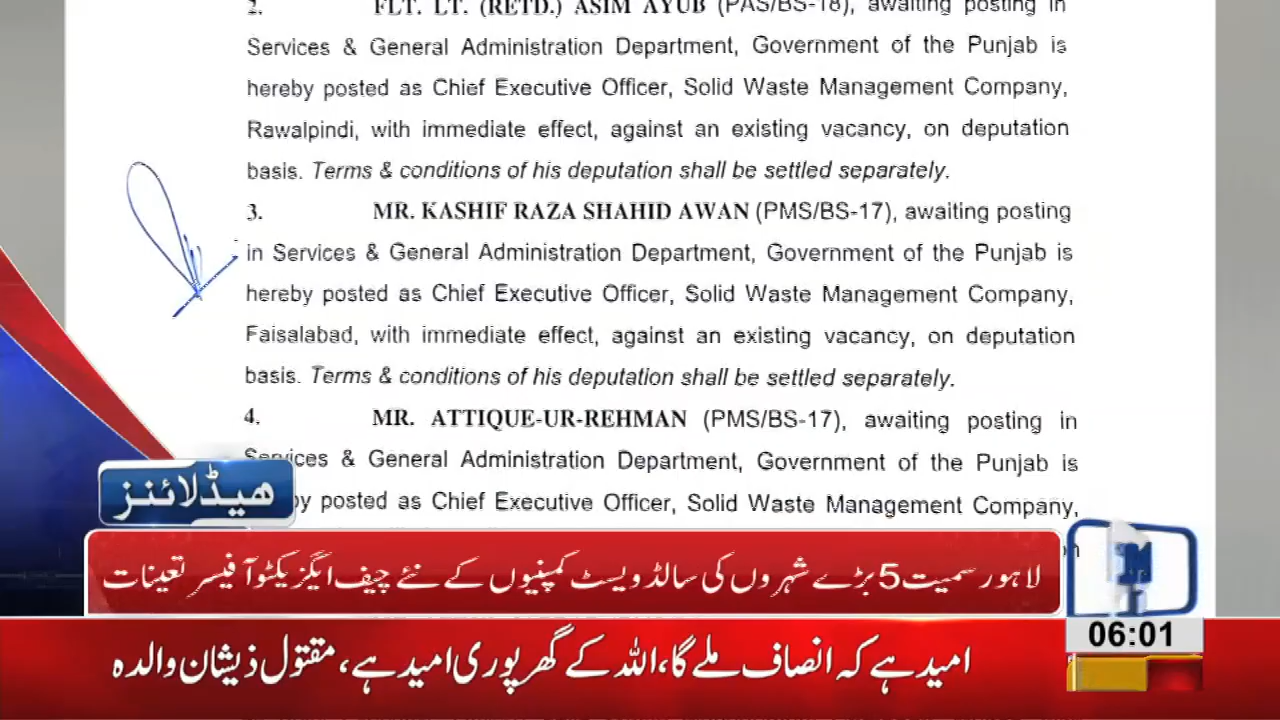 2. FLT. LT. (RETD.) ASIM AYUB (PAS/BS-18), awaiting posting in
Services & General Administration Department, Government of the Punjab is
hereby posted as Chief Executive Officer, Solid Waste Management Company,
Rawalpindi, with immediate effect, against an existing vacancy, on deputation
basis. Terms & conditions of his deputation shall be settled separately.
3. MR. KASHIF RAZA SHAHID AWAN (PMS/BS-17), awaiting posting
in Services & General Administration Department, Government of the Punjab is
hereby posted as Chief Executive Officer, Solid Waste Management Company,
Faisalabad, with immediate effect, against an existing vacancy, on deputation
basis. Terms & conditions of his deputation shall be settled separately.
4. MR. ATTIQUE-UR-REHMAN (PMS/BS-17), awaiting posting in
Services & General Administration Department, Government of the Punjab is
by posted as Chief Executive Officer, Solid Waste Management Company,
ھیڈلائنز
لاہور سمیت 5 بڑے شہروں کی سالڈ ویسٹ کمپنیوں کے نئے چیف ایگزیکٹو آفیسر تعینات
06:01
امید ہے کہ انصاف ملے گا، اللہ کے گھر پوری امید ہے، مقتول ذیشان والدہ